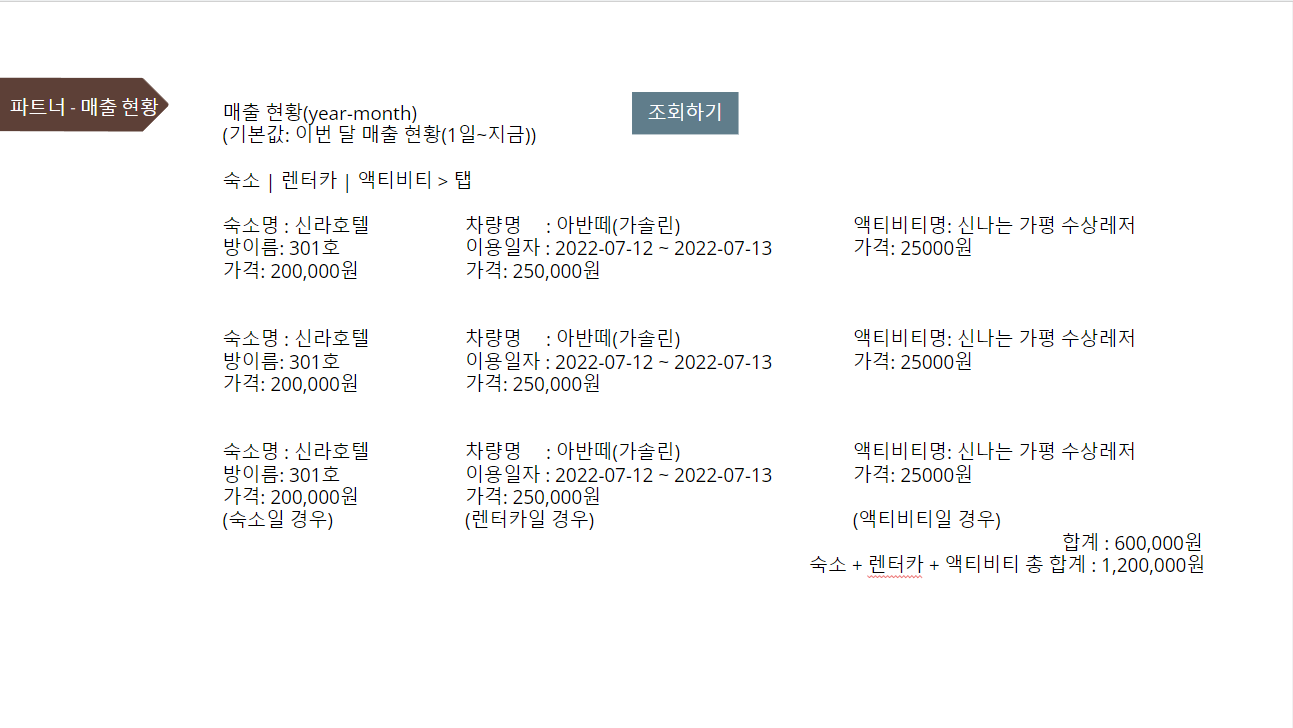 파트너 - 매출 현황
매출 현황(year-month)
(기본값: 이번 달 매출 현황(1일~지금))
조회하기
숙소 | 렌터카 | 액티비티 > 탭
숙소명 : 신라호텔
방이름: 301호
가격: 200,000원
차량명 : 아반떼(가솔린)
이용일자 : 2022-07-12 ~ 2022-07-13
가격: 250,000원
액티비티명: 신나는 가평 수상레저
가격: 25000원
숙소명 : 신라호텔
방이름: 301호
가격: 200,000원
차량명 : 아반떼(가솔린)
이용일자 : 2022-07-12 ~ 2022-07-13
가격: 250,000원
액티비티명: 신나는 가평 수상레저
가격: 25000원
숙소명 : 신라호텔
방이름: 301호
가격: 200,000원
(숙소일 경우)
차량명 : 아반떼(가솔린)
이용일자 : 2022-07-12 ~ 2022-07-13
가격: 250,000원
(렌터카일 경우)
액티비티명: 신나는 가평 수상레저
가격: 25000원
(액티비티일 경우)
합계 : 600,000원
숙소 + 렌터카 + 액티비티 총 합계 : 1,200,000원